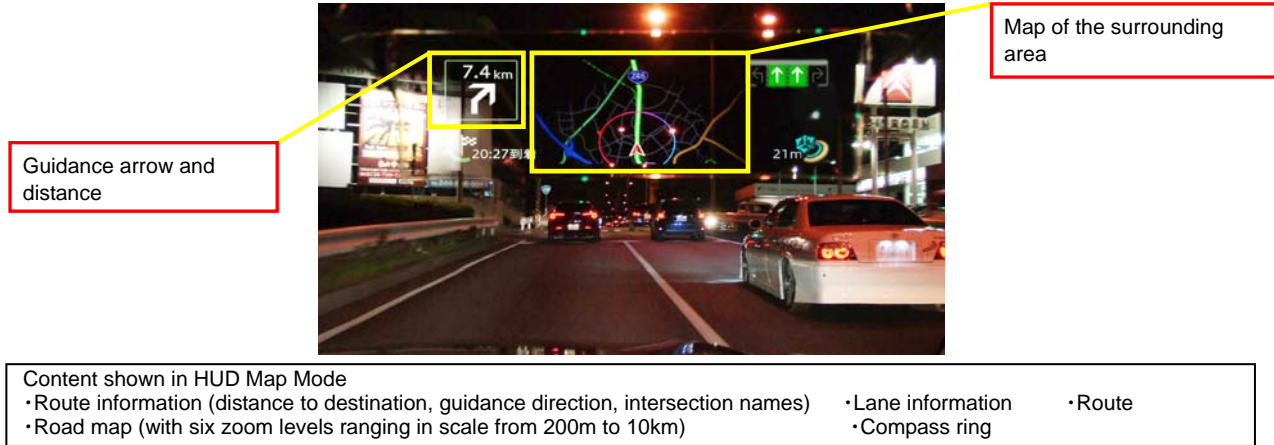 Map of the surrounding
area
7.4 km
246
20:27到着
21m
Guidance arrow and
distance
Content shown in HUD Map Mode
・Route information (distance to destination, guidance direction, intersection names) ・Lane information ・Route
・Road map (with six zoom levels ranging in scale from 200m to 10km) ・Compass ring